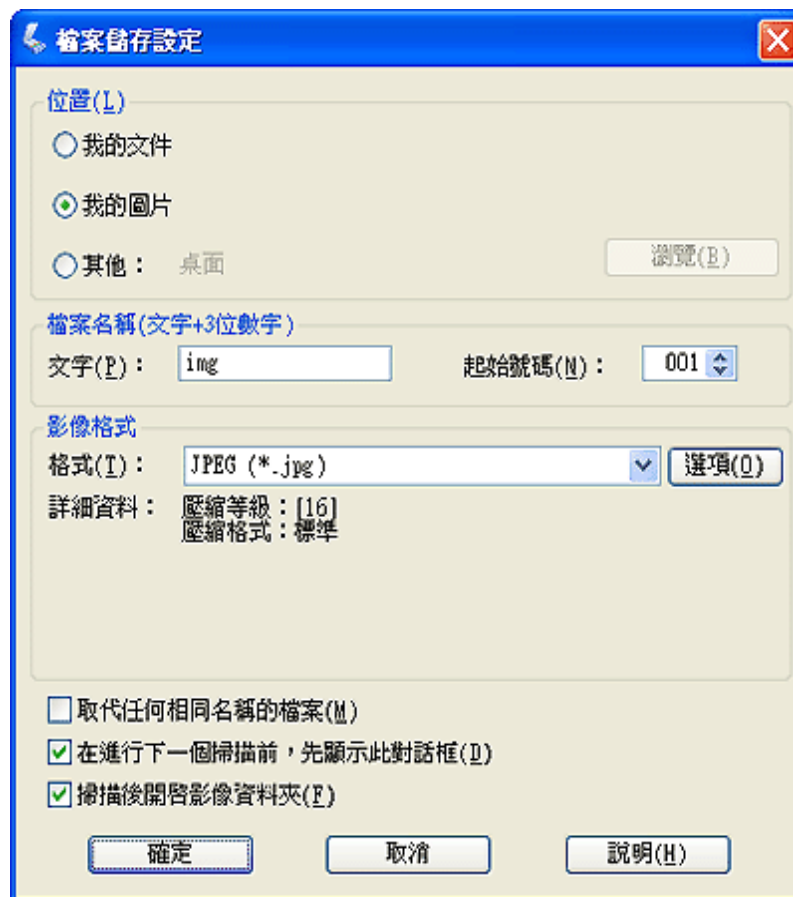 檔案儲存設定
位置(L)
我的文件
我的圖片
其他： 桌面 瀏覽(B)
檔案名稱(文字+3位數字)
文字(P)： img 起始號碼(N)： 001
影像格式
格式(T)： JPEG (*.jpg) 選項(O)
詳細資料： 壓縮等級：[16]
壓縮格式：標準
取代任何相同名稱的檔案(M)
在進行下一個掃描前，先顯示此對話框(D)
掃描後開啓影像資料夾(F)
確定 取消 說明(H)